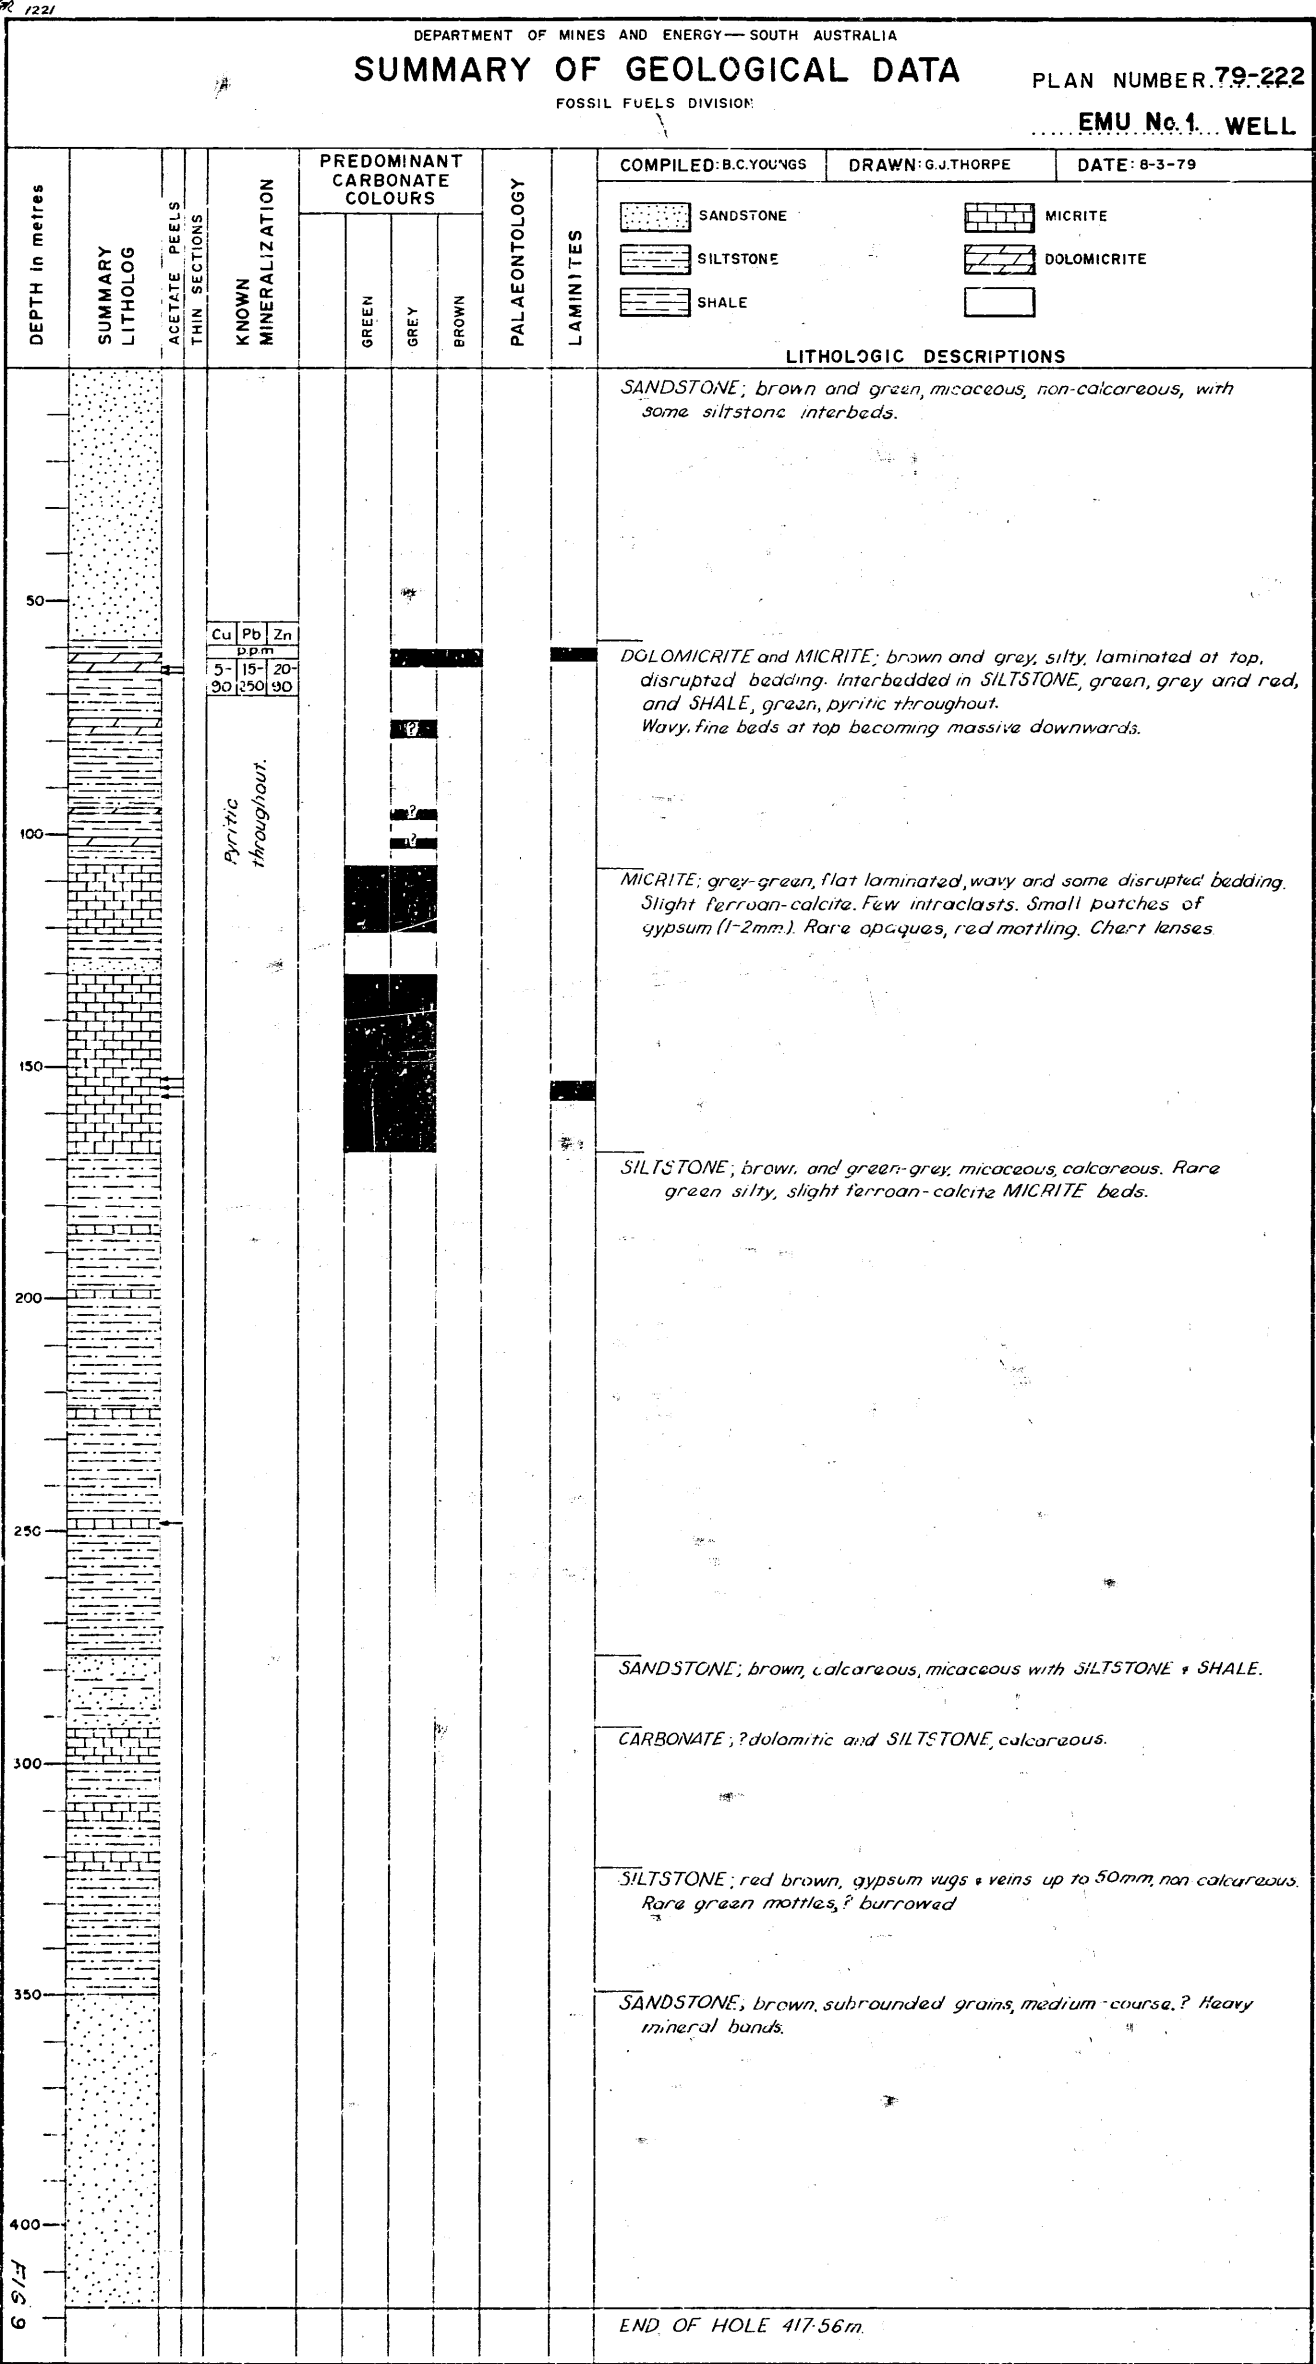 1221
DEPARTMENT OF MINES AND ENERGY—SOUTH AUSTRALIA
SUMMARY OF GEOLOGICAL DATA
PLAN NUMBER.79-222
FOSSIL FUELS DIVISION
EMU No.1. WELL
DEPTH in metres
SUMMARY LITHOLOG
ACETATE PEELS
THIN SECTIONS
KNOWN MINERALIZATION
PREDOMINANT
CARBONATE
COLOURS
GREEN
GREY
BROWN
PALAEONTOLOGY
LAMINITES
COMPILED: B.C.YOUNGS
DRAWN: G.J.THORPE
DATE: 8-3-79
SANDSTONE
MICRITE
SILTSTONE
DOLOMICRITE
SHALE
LITHOLOGIC DESCRIPTIONS
SANDSTONE; brown and green, micaceous, non-calcareous, with
some siltstone interbeds.
50
Cu Pb Zn
p.p.m
5- 15- 20-
90 250 90
DOLOMICRITE and MICRITE; brown and grey, silty, laminated at top,
disrupted bedding. Interbedded in SILTSTONE, green, grey and red,
and SHALE, green, pyritic throughout.
Wavy, fine beds at top becoming massive downwards.
?
Pyritic
throughout.
?
100
?
MICRITE; grey-green, flat laminated, wavy and some disrupted bedding.
Slight ferroan-calcite. Few intraclasts. Small patches of
gypsum (1-2mm). Rare opaques, red mottling. Chert lenses
150
SILTSTONE; brown and green-grey, micaceous, calcareous. Rare
green silty, slight ferroan-calcite MICRITE beds.
200
250
SANDSTONE; brown, calcareous, micaceous with SILTSTONE & SHALE.
CARBONATE; ?dolomitic and SILTSTONE, calcareous.
300
SILTSTONE; red brown, gypsum vugs & veins up to 50mm, non calcareous.
Rare green mottles, ? burrowed
350
SANDSTONE, brown, subrounded grains, medium-course. ? Heavy
mineral bands.
400
FIG 9
END OF HOLE 417·56m.